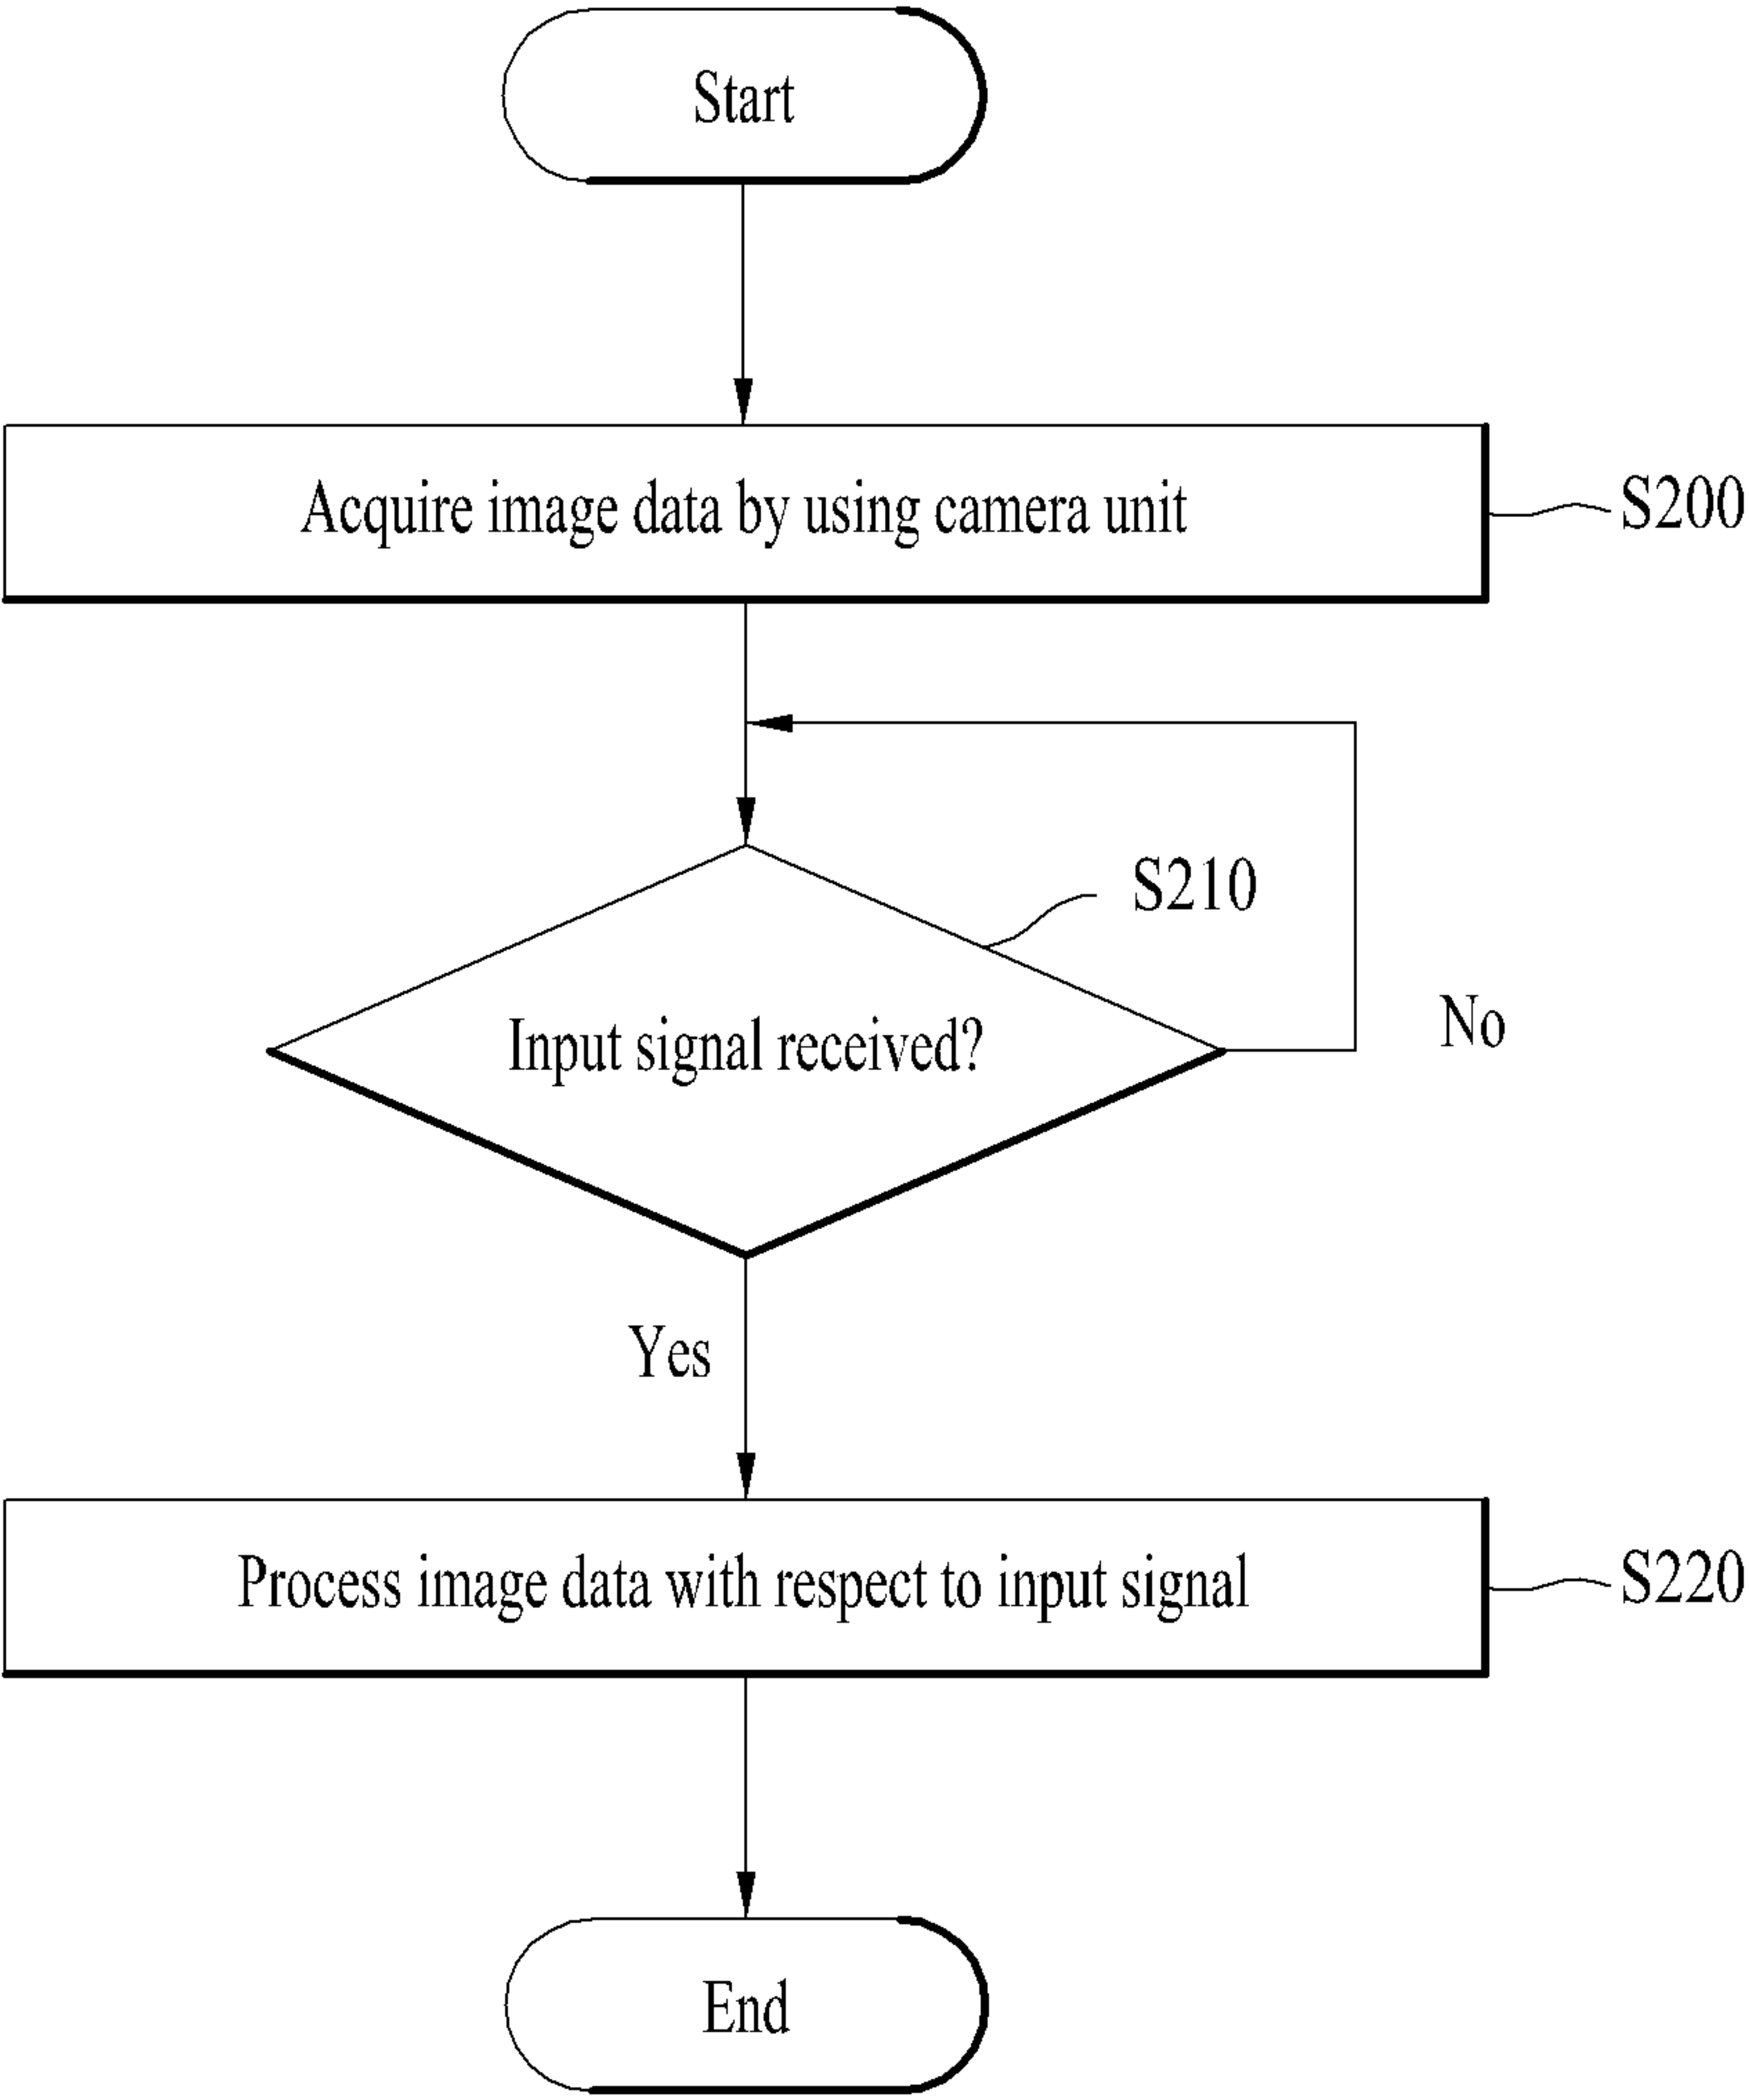 Start
Acquire image data by using camera unit
S200
S210
Input signal received?
No
Yes
Process image data with respect to input signal
S220
End